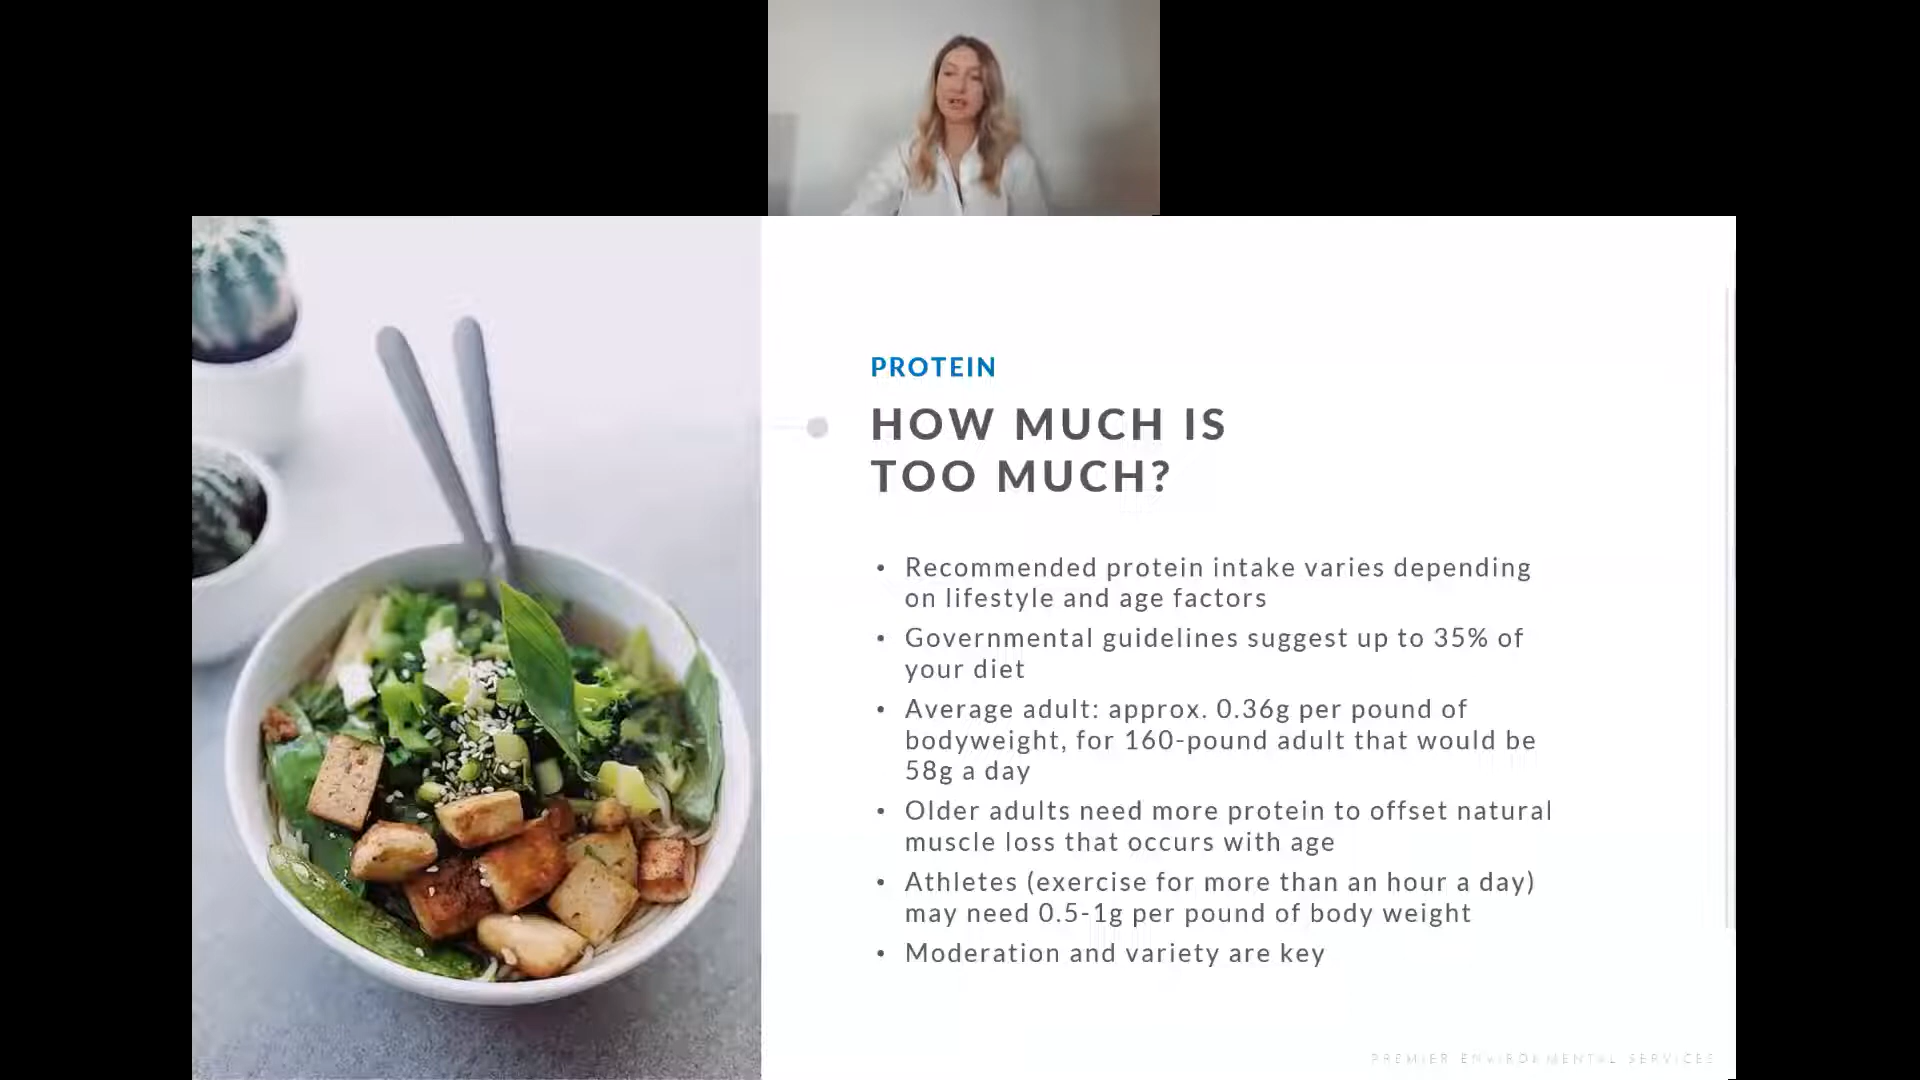 PROTEIN
HOW MUCH IS
TOO MUCH?
• Recommended protein intake varies depending
on lifestyle and age factors
• Governmental guidelines suggest up to 35% of
your diet
• Average adult: approx. 0.36g per pound of
bodyweight, for 160-pound adult that would be
58g a day
• Older adults need more protein to offset natural
muscle loss that occurs with age
• Athletes (exercise for more than an hour a day)
may need 0.5-1g per pound of body weight
• Moderation and variety are key
PREMIER ENVIRONMENTAL SERVICES